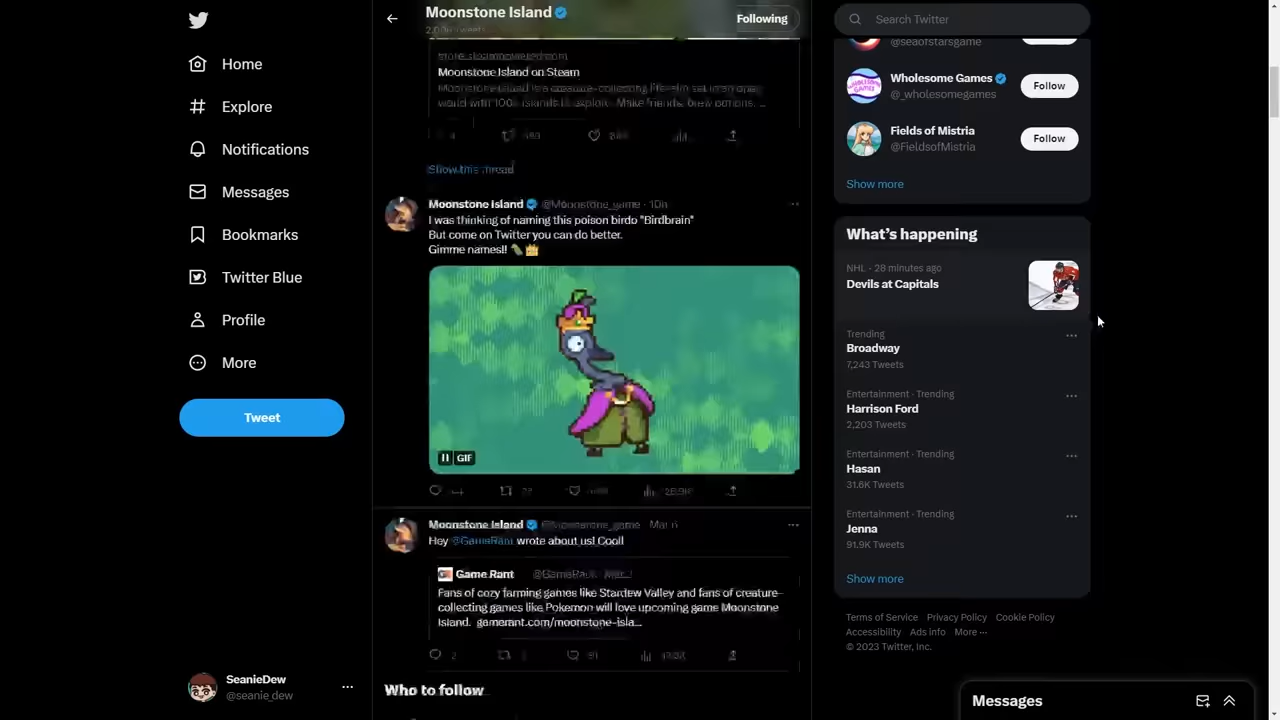 Home
Explore
Notifications
Messages
Bookmarks
Twitter Blue
Profile
More
Tweet
SeanieDew
@seanie_dew
Moonstone Island
Following
Moonstone Island on Steam
Moonstone Island is a creature-collecting life-sim set in an open
world with 100+ islands to explore. Make friends, brew potions, ...
Show this thread
Moonstone Island @Moonstone_game · 10h
I was thinking of naming this poison birdo "Birdbrain"
But come on Twitter you can do better.
Gimme names!!
GIF
Moonstone Island @Moonstone_game · Mar 6
Hey @GameRant wrote about us! Cool!
Game Rant @GameRant
Fans of cozy farming games like Stardew Valley and fans of creature-
collecting games like Pokemon will love upcoming game Moonstone
Island. gamerant.com/moonstone-isla...
2
Who to follow
Search Twitter
@seaofstarsgame
Wholesome Games
@_wholesomegames
Follow
Fields of Mistria
@FieldsofMistria
Follow
Show more
What's happening
NHL · 28 minutes ago
Devils at Capitals
Trending
Broadway
7,243 Tweets
Entertainment · Trending
Harrison Ford
2,203 Tweets
Entertainment · Trending
Hasan
31.6K Tweets
Entertainment · Trending
Jenna
91.9K Tweets
Show more
Terms of Service Privacy Policy Cookie Policy
Accessibility Ads info More ···
© 2023 Twitter, Inc.
Messages